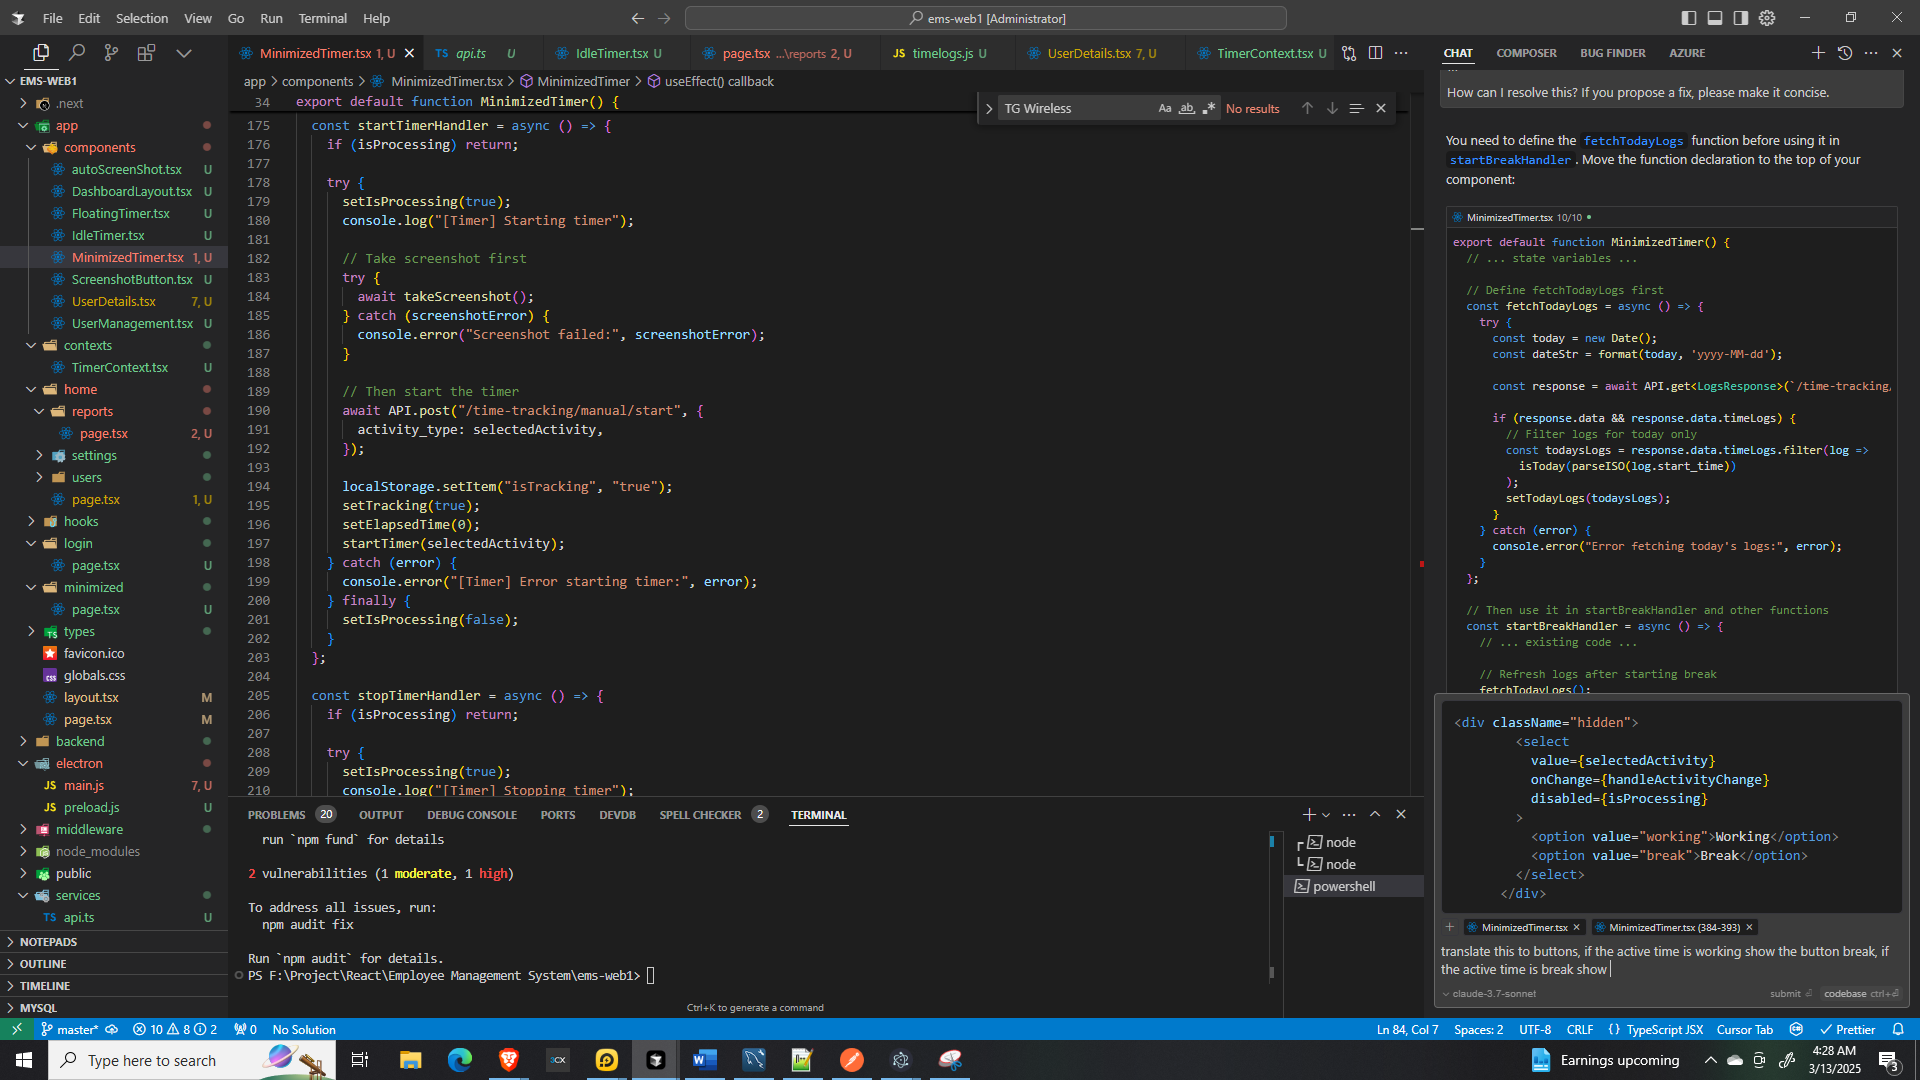 File Edit Selection View Go Run Terminal Help
ems-web1 [Administrator]
EMS-WEB1
.next
app
components
autoScreenShot.tsx U
DashboardLayout.tsx U
FloatingTimer.tsx U
IdleTimer.tsx U
MinimizedTimer.tsx 1, U
ScreenshotButton.tsx U
UserDetails.tsx 7, U
UserManagement.tsx U
contexts
TimerContext.tsx U
home
reports
page.tsx 2, U
settings
users
page.tsx 1, U
hooks
login
page.tsx U
minimized
page.tsx U
types
favicon.ico
globals.css
layout.tsx M
page.tsx M
backend
electron
JS main.js 7, U
JS preload.js U
middleware
node_modules
public
services
TS api.ts U
NOTEPADS
OUTLINE
TIMELINE
MYSQL
MinimizedTimer.tsx 1, U
TS api.ts U
IdleTimer.tsx U
page.tsx ...\reports 2, U
JS timelogs.js U
UserDetails.tsx 7, U
TimerContext.tsx U
app > components > MinimizedTimer.tsx > MinimizedTimer > useEffect() callback
TG Wireless Aa ab No results
34 export default function MinimizedTimer() {
175 const startTimerHandler = async () => {
176 if (isProcessing) return;
177
178 try {
179 setIsProcessing(true);
180 console.log("[Timer] Starting timer");
181
182 // Take screenshot first
183 try {
184 await takeScreenshot();
185 } catch (screenshotError) {
186 console.error("Screenshot failed:", screenshotError);
187 }
188
189 // Then start the timer
190 await API.post("/time-tracking/manual/start", {
191 activity_type: selectedActivity,
192 });
193
194 localStorage.setItem("isTracking", "true");
195 setTracking(true);
196 setElapsedTime(0);
197 startTimer(selectedActivity);
198 } catch (error) {
199 console.error("[Timer] Error starting timer:", error);
200 } finally {
201 setIsProcessing(false);
202 }
203 };
204
205 const stopTimerHandler = async () => {
206 if (isProcessing) return;
207
208 try {
209 setIsProcessing(true);
210 console.log("[Timer] Stopping timer");
PROBLEMS 20 OUTPUT DEBUG CONSOLE PORTS DEVDB SPELL CHECKER 2 TERMINAL
run `npm fund` for details
2 vulnerabilities (1 moderate, 1 high)
To address all issues, run:
npm audit fix
Run `npm audit` for details.
PS F:\Project\React\Employee Management System\ems-web1>
Ctrl+K to generate a command
node
node
powershell
CHAT COMPOSER BUG FINDER AZURE
...
How can I resolve this? If you propose a fix, please make it concise.
You need to define the fetchTodayLogs function before using it in
startBreakHandler . Move the function declaration to the top of your
component:
MinimizedTimer.tsx 10/10
export default function MinimizedTimer() {
// ... state variables ...
// Define fetchTodayLogs first
const fetchTodayLogs = async () => {
try {
const today = new Date();
const dateStr = format(today, 'yyyy-MM-dd');
const response = await API.get<LogsResponse>(`/time-tracking/
if (response.data && response.data.timeLogs) {
// Filter logs for today only
const todaysLogs = response.data.timeLogs.filter(log =>
isToday(parseISO(log.start_time))
);
setTodayLogs(todaysLogs);
}
} catch (error) {
console.error("Error fetching today's logs:", error);
}
};
// Then use it in startBreakHandler and other functions
const startBreakHandler = async () => {
// ... existing code ...
// Refresh logs after starting break
fetchTodayLogs();
<div className="hidden">
<select
value={selectedActivity}
onChange={handleActivityChange}
disabled={isProcessing}
>
<option value="working">Working</option>
<option value="break">Break</option>
</select>
</div>
MinimizedTimer.tsx MinimizedTimer.tsx (384-393)
translate this to buttons, if the active time is working show the button break, if
the active time is break show
claude-3.7-sonnet submit codebase ctrl+
master* 10 8 2 0 No Solution Ln 84, Col 7 Spaces: 2 UTF-8 CRLF {} TypeScript JSX Cursor Tab Prettier
Type here to search
Earnings upcoming
4:28 AM
3/13/2025
3